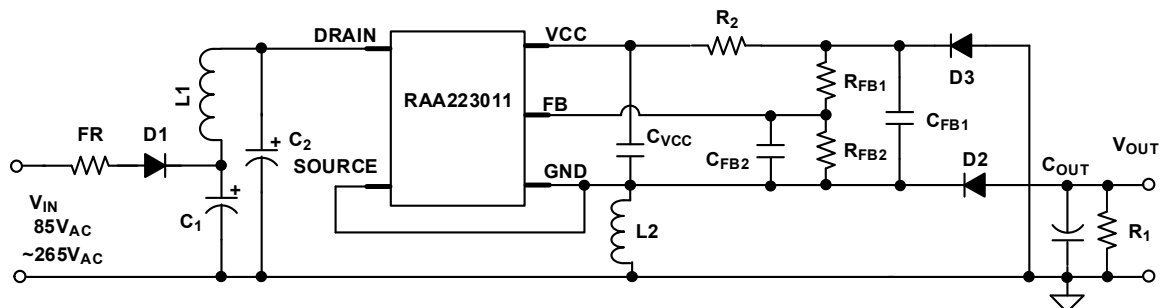 DRAIN
VCC
R2
L1
RAA223011
RFB1
D3
FB
FR
D1
C2
CVCC
CFB2
RFB2
CFB1
SOURCE
GND
D2
COUT
VOUT
VIN
85VAC
~265VAC
C1
L2
R1
+
+